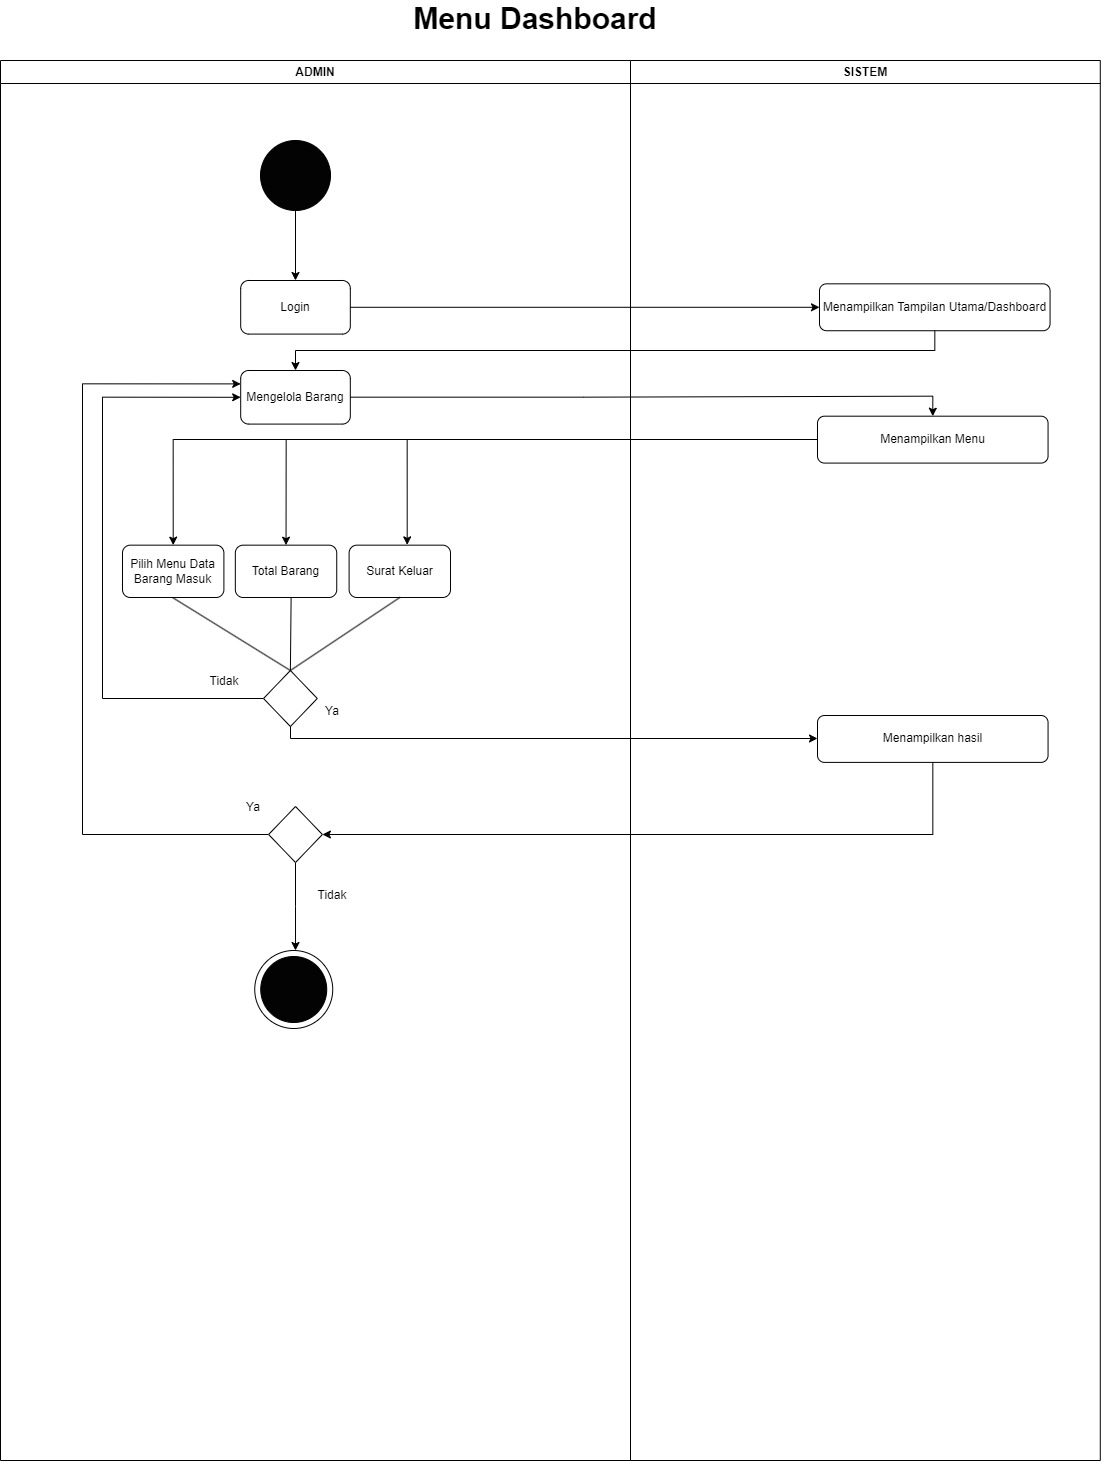 Menu Dashboard
ADMIN
SISTEM
Login
Menampilkan Tampilan Utama/Dashboard
Mengelola Barang
Menampilkan Menu
Pilih Menu Data
Barang Masuk
Total Barang
Surat Keluar
Tidak
Ya
Menampilkan hasil
Ya
Tidak